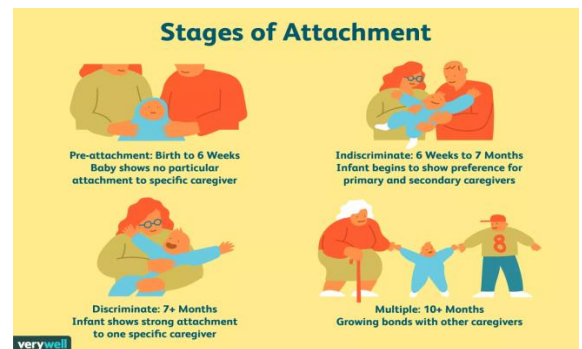 Stages of Attachment
Pre-attachment: Birth to 6 Weeks
Baby shows no particular
attachment to specific caregiver
Indiscriminate: 6 Weeks to 7 Months
Infant begins to show preference for
primary and secondary caregivers
Discriminate: 7+ Months
Infant shows strong attachment
to one specific caregiver
8
Multiple: 10+ Months
Growing bonds with other caregivers
verywell